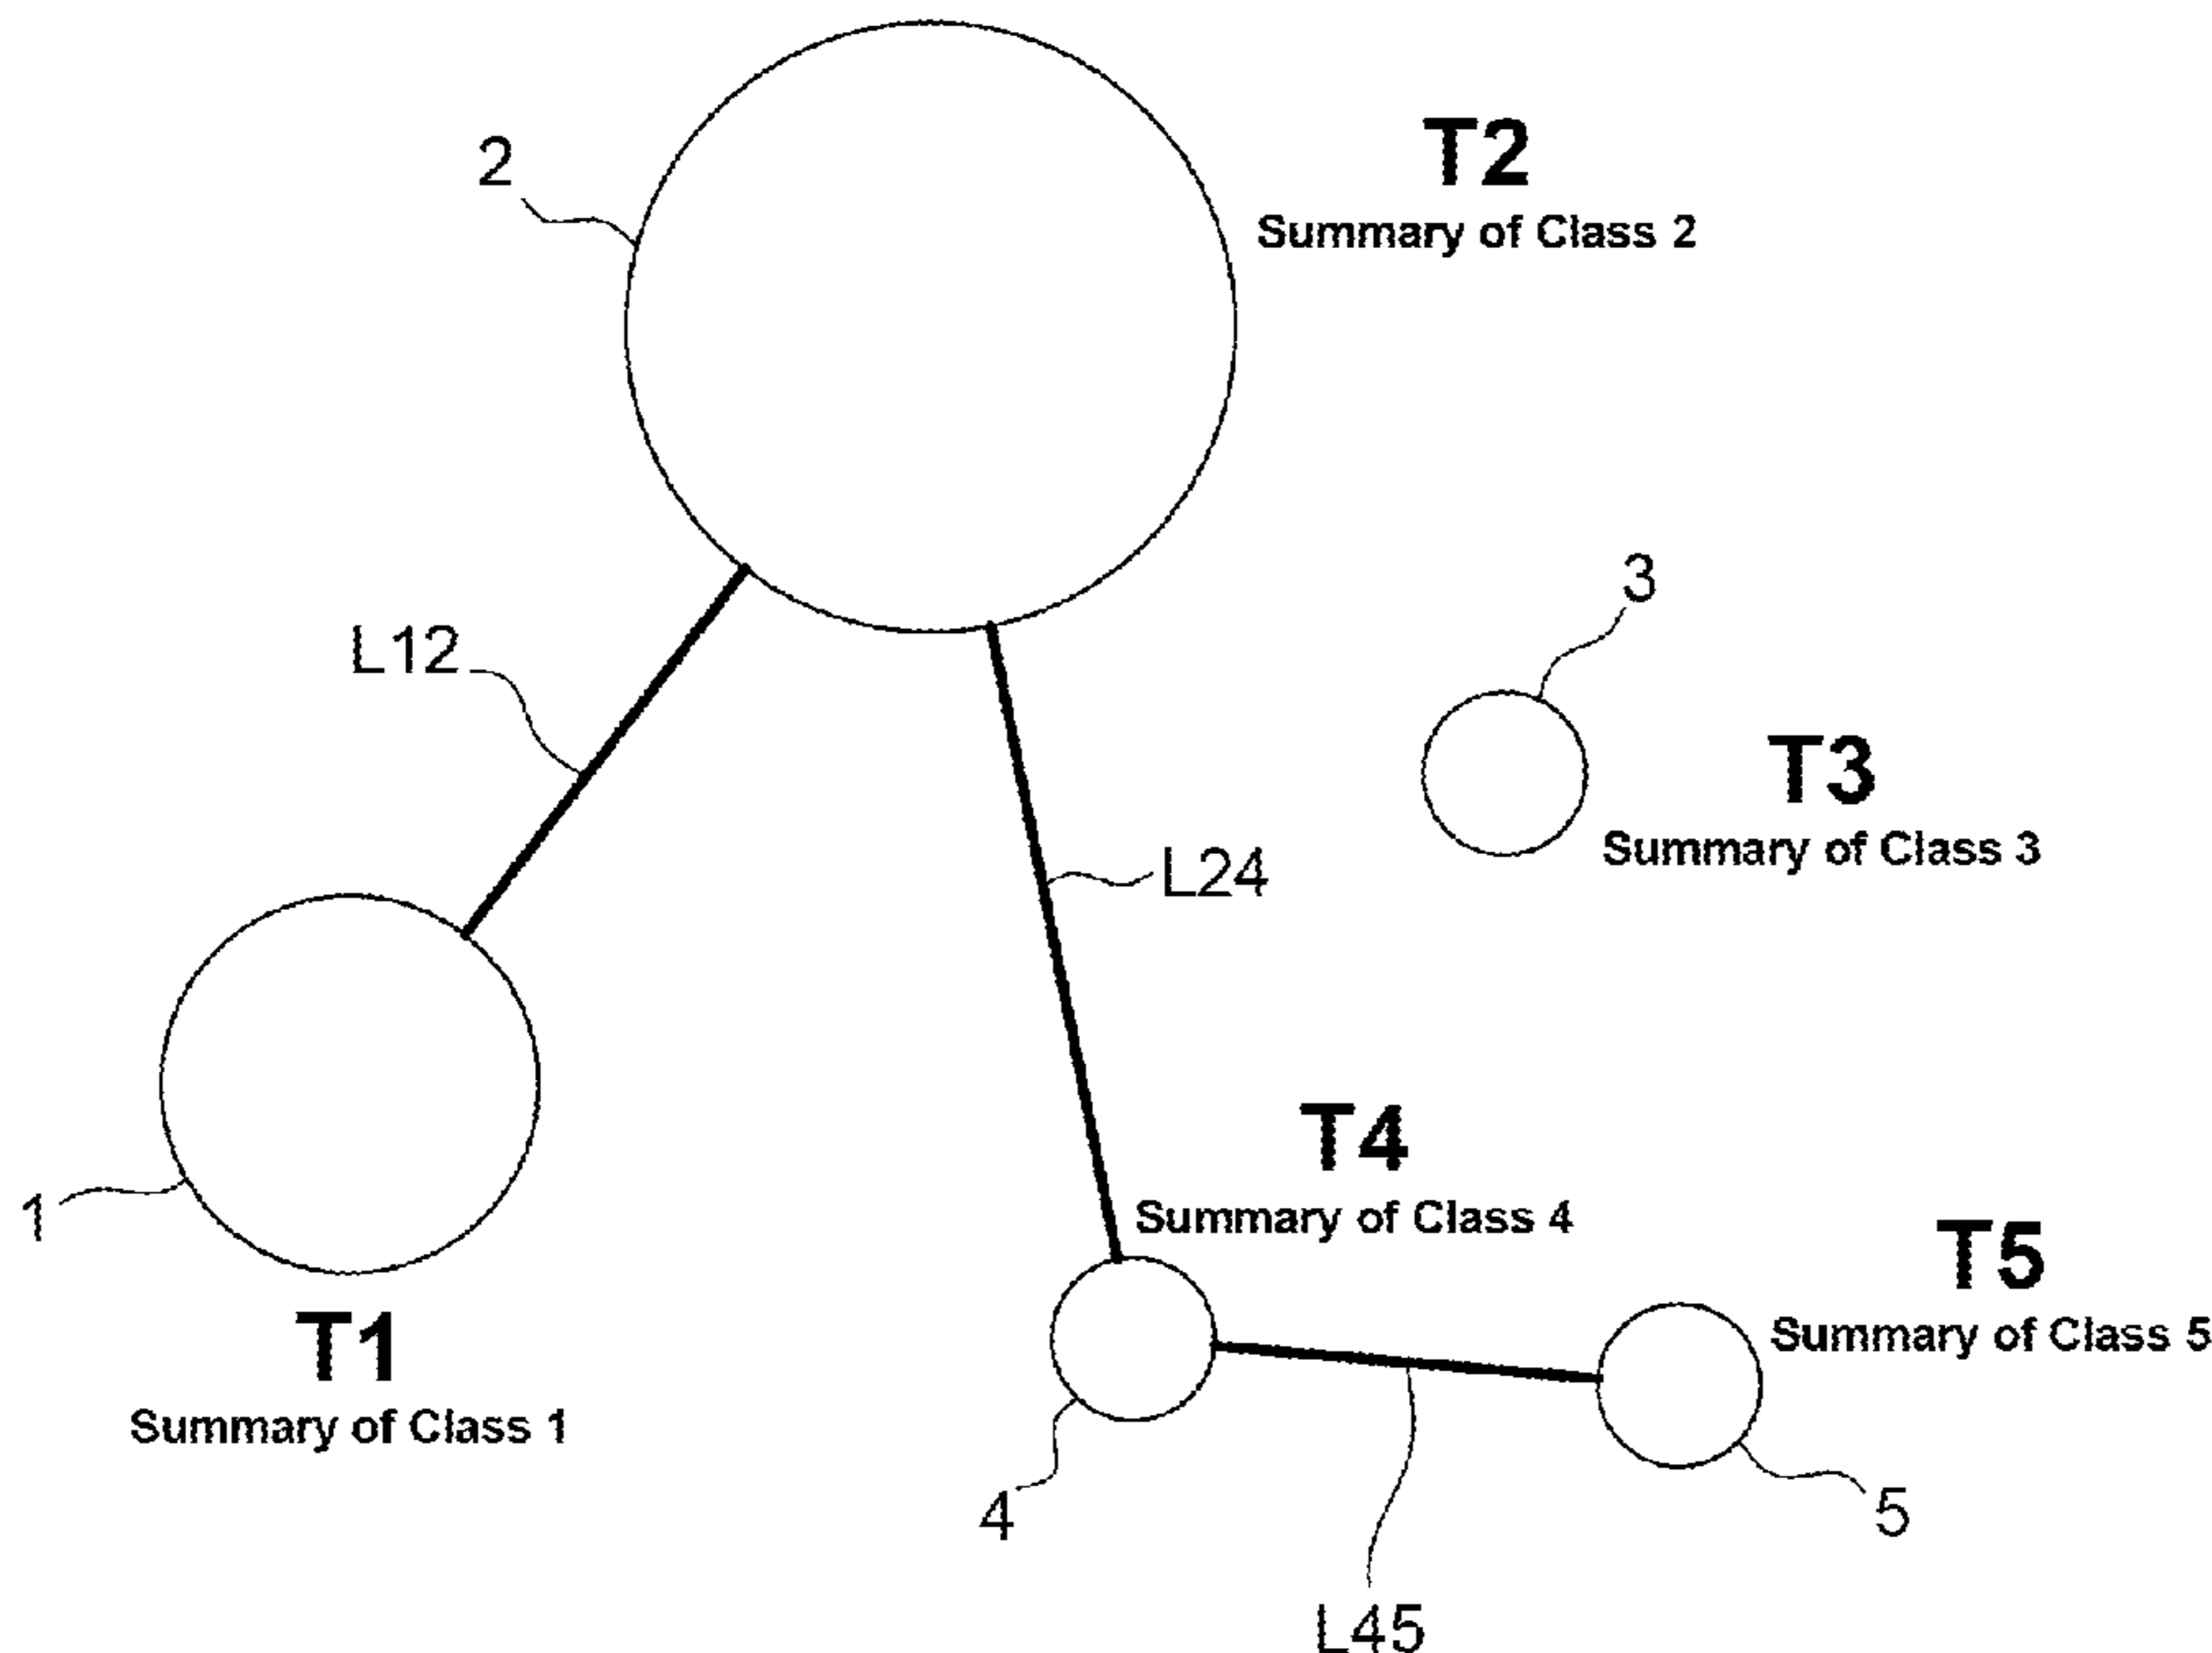 2
T2
Summary of Class 2
3
L12
T3
Summary of Class 3
L24
T4
Summary of Class 4
1
T5
Summary of Class 5
T1
Summary of Class 1
4
5
L45